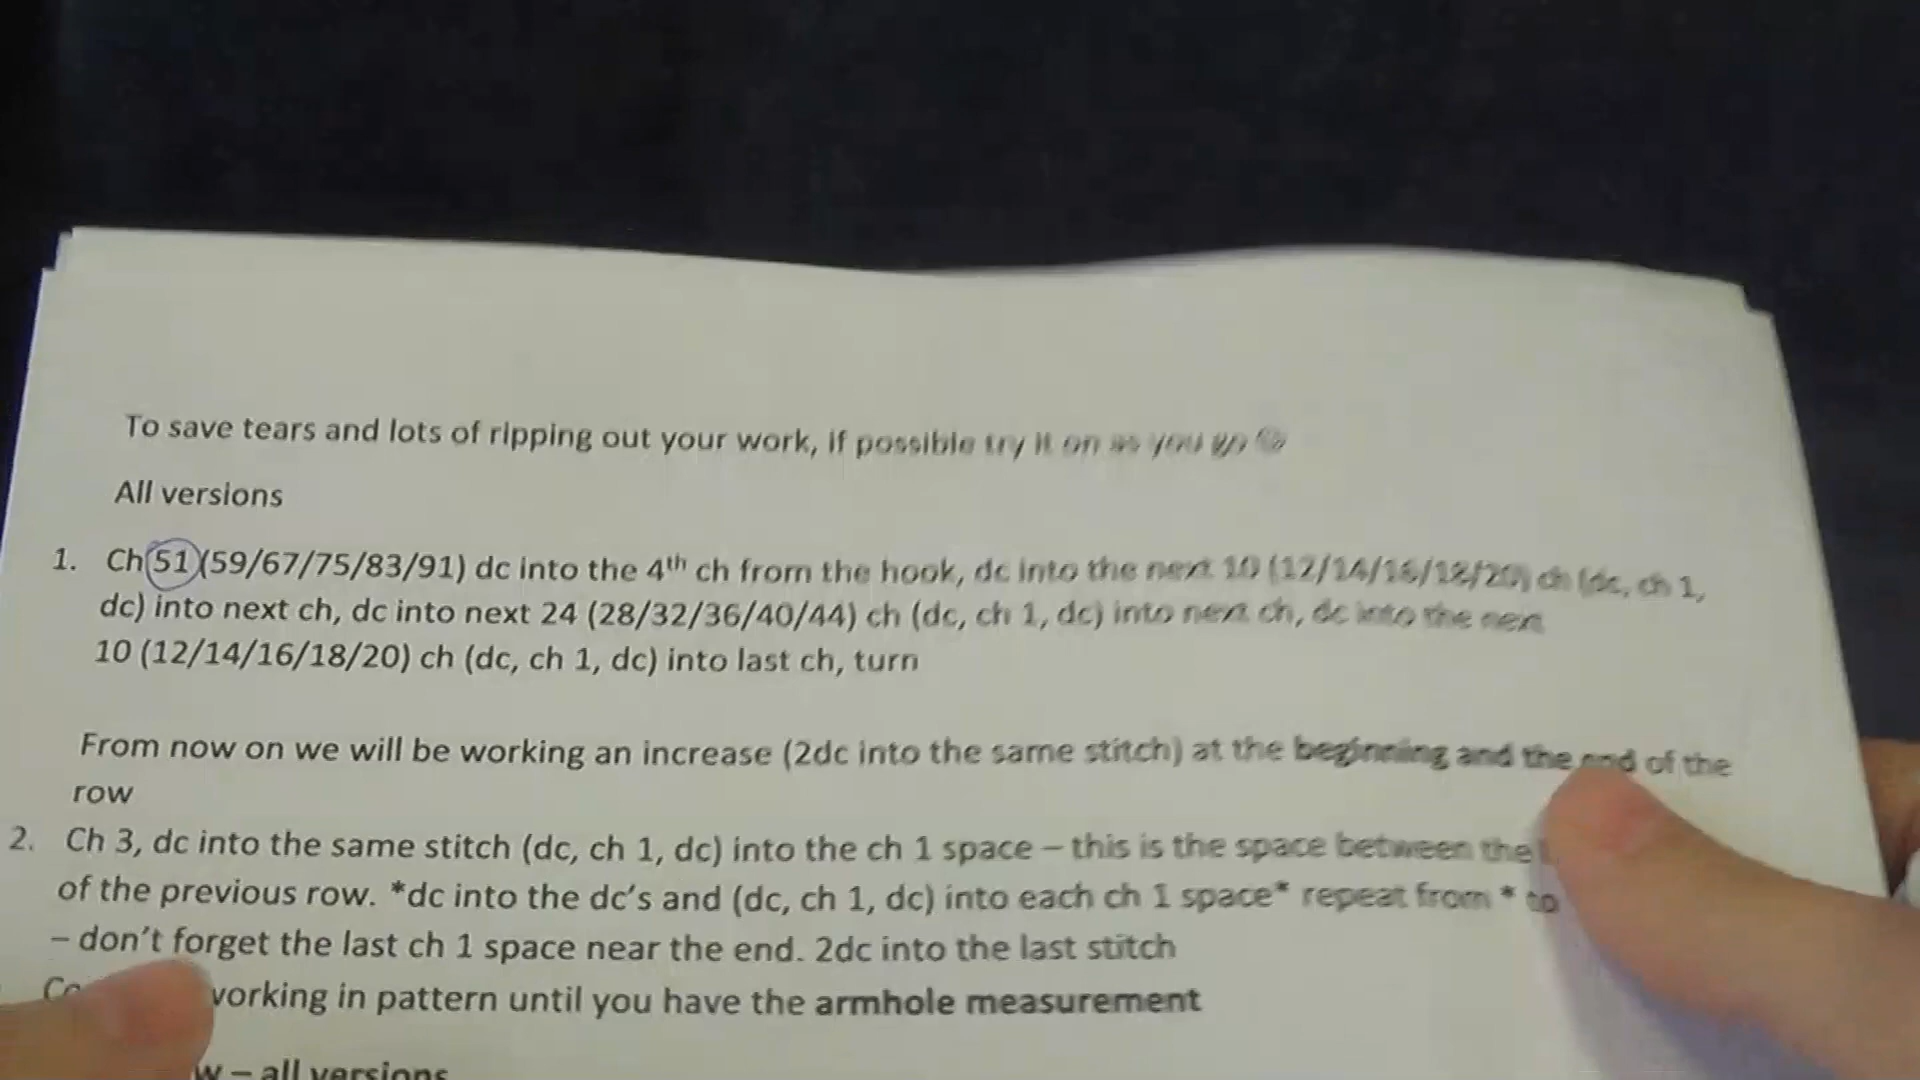 To save tears and lots of ripping out your work, if possible try it on as you go
All versions
1. Ch 51 (59/67/75/83/91) dc into the 4th ch from the hook, dc into the next 10 (12/14/16/18/20) ch (dc, ch 1,
dc) into next ch, dc into next 24 (28/32/36/40/44) ch (dc, ch 1, dc) into next ch, dc into the next
10 (12/14/16/18/20) ch (dc, ch 1, dc) into last ch, turn
From now on we will be working an increase (2dc into the same stitch) at the beginning and the end of the
row
2. Ch 3, dc into the same stitch (dc, ch 1, dc) into the ch 1 space – this is the space between the
of the previous row. *dc into the dc's and (dc, ch 1, dc) into each ch 1 space* repeat from * to
– don't forget the last ch 1 space near the end. 2dc into the last stitch
working in pattern until you have the armhole measurement
– all versions